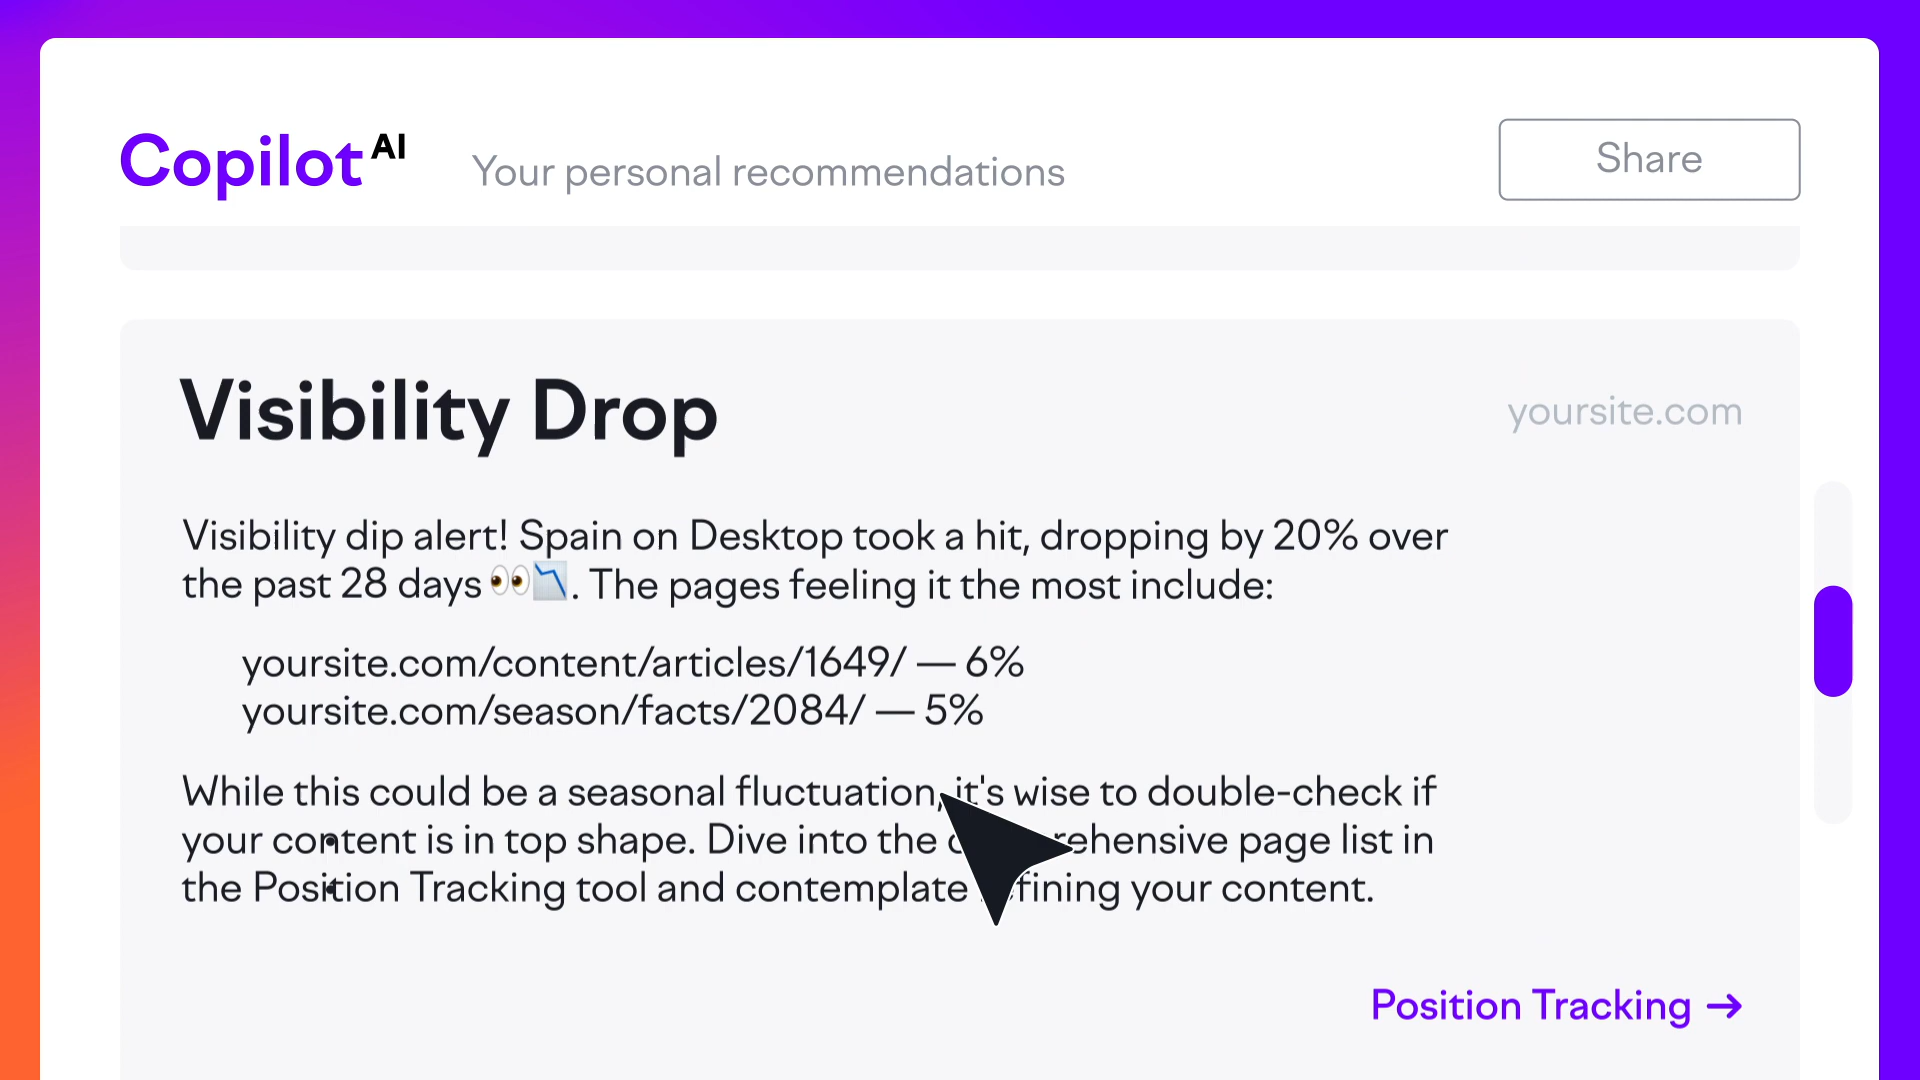 Copilot AI
Your personal recommendations
Share
Visibility Drop
yoursite.com
Visibility dip alert! Spain on Desktop took a hit, dropping by 20% over
the past 28 days 👀📉. The pages feeling it the most include:
yoursite.com/content/articles/1649/ — 6%
yoursite.com/season/facts/2084/ — 5%
While this could be a seasonal fluctuation, it's wise to double-check if
your content is in top shape. Dive into the page list in
the Position Tracking tool and contemplate your content.
Position Tracking →